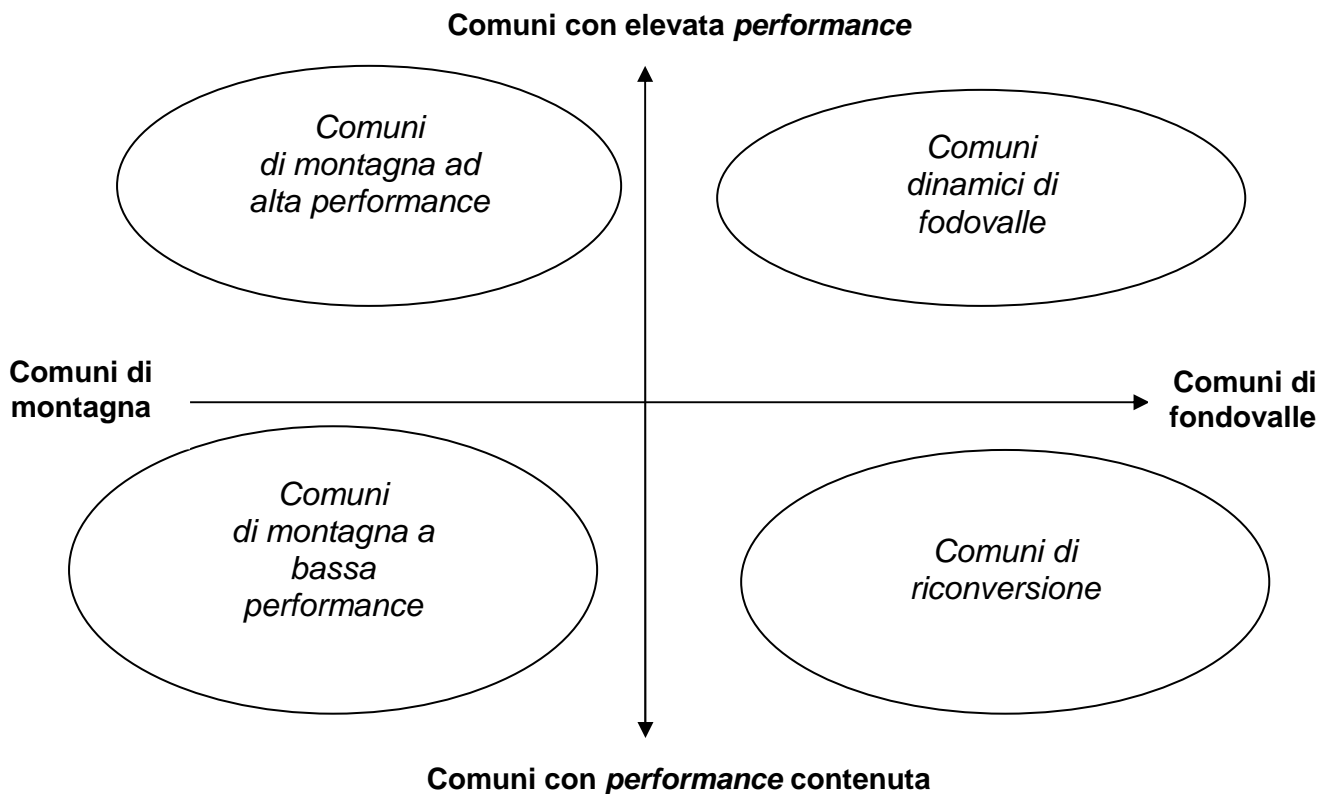 Comuni con elevata performance
Comuni
di montagna ad
alta performance
Comuni
dinamici di
fodovalle
Comuni di
montagna
Comuni di
fondovalle
Comuni
di montagna a
bassa
performance
Comuni di
riconversione
Comuni con performance contenuta